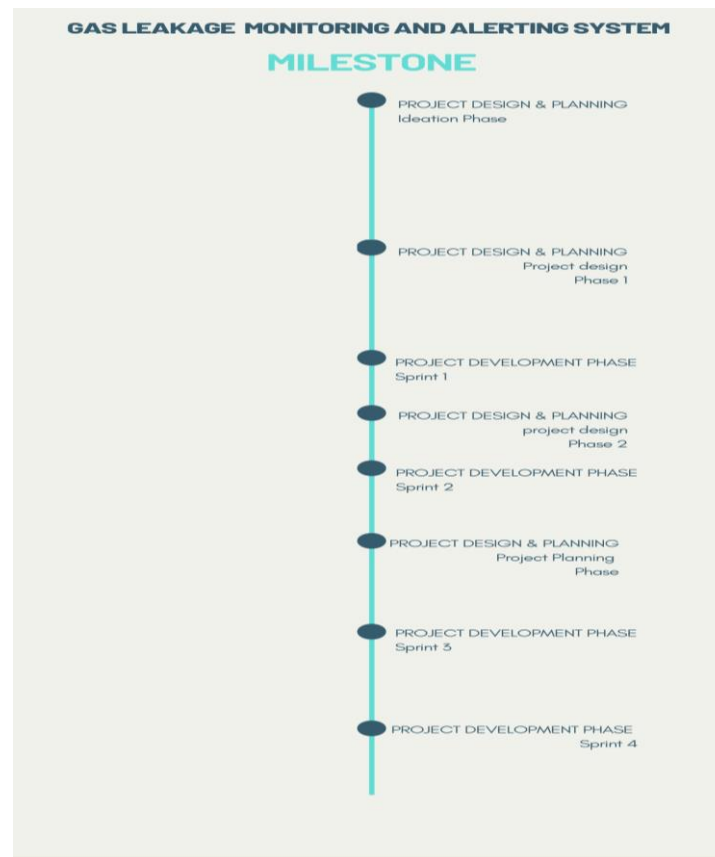 GAS LEAKAGE MONITORING AND ALERTING SYSTEM
MILESTONE
PROJECT DESIGN & PLANNING
Ideation Phase
PROJECT DESIGN & PLANNING
Project design
Phase 1
PROJECT DEVELOPMENT PHASE
Sprint 1
PROJECT DESIGN & PLANNING
project design
Phase 2
PROJECT DEVELOPMENT PHASE
Sprint 2
PROJECT DESIGN & PLANNING
Project Planning
Phase
PROJECT DEVELOPMENT PHASE
Sprint 3
PROJECT DEVELOPMENT PHASE
Sprint 4